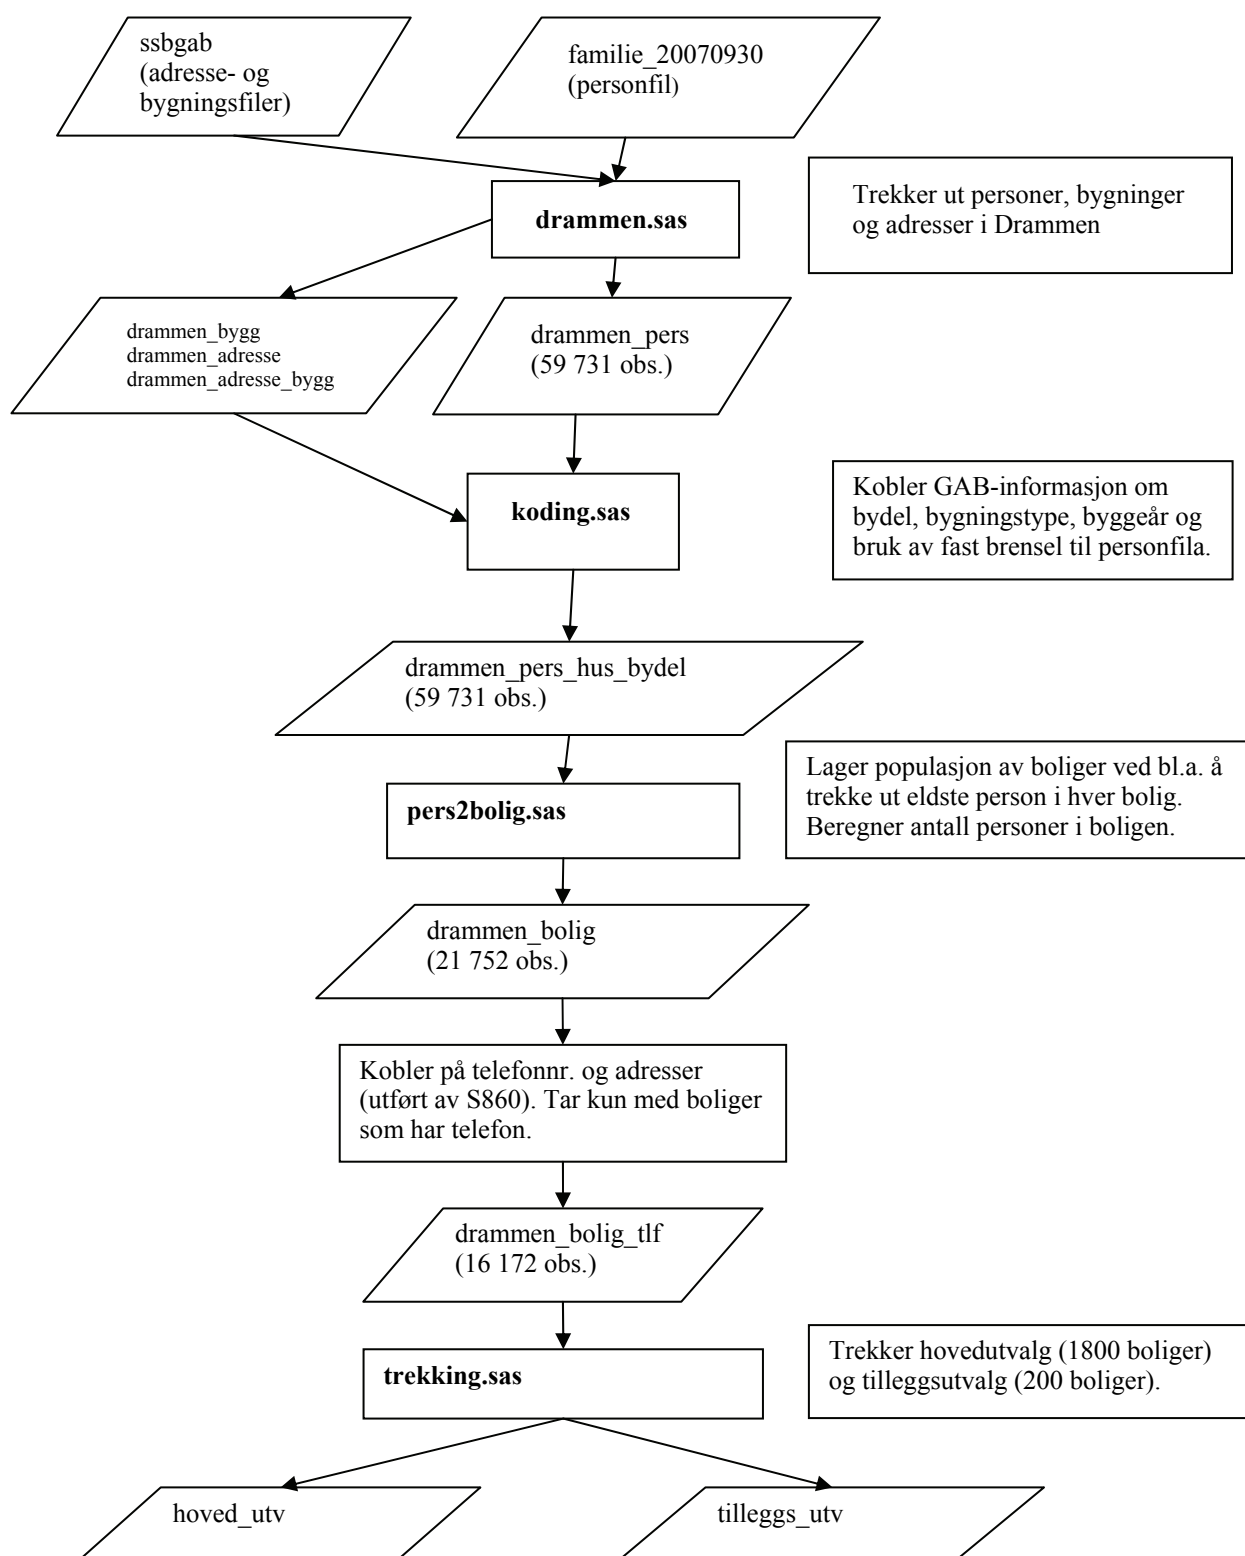 ssbgab
(adresse- og
bygningsfiler)
familie_20070930
(personfil)
drammen.sas
Trekker ut personer, bygninger
og adresser i Drammen
drammen_bygg
drammen_adresse
drammen_adresse_bygg
drammen_pers
(59 731 obs.)
koding.sas
Kobler GAB-informasjon om
bydel, bygningstype, byggeår og
bruk av fast brensel til personfila.
drammen_pers_hus_bydel
(59 731 obs.)
pers2bolig.sas
Lager populasjon av boliger ved bl.a. å
trekke ut eldste person i hver bolig.
Beregner antall personer i boligen.
drammen_bolig
(21 752 obs.)
Kobler på telefonnr. og adresser
(utført av S860). Tar kun med boliger
som har telefon.
drammen_bolig_tlf
(16 172 obs.)
trekking.sas
Trekker hovedutvalg (1800 boliger)
og tilleggsutvalg (200 boliger).
hoved_utv
tilleggs_utv